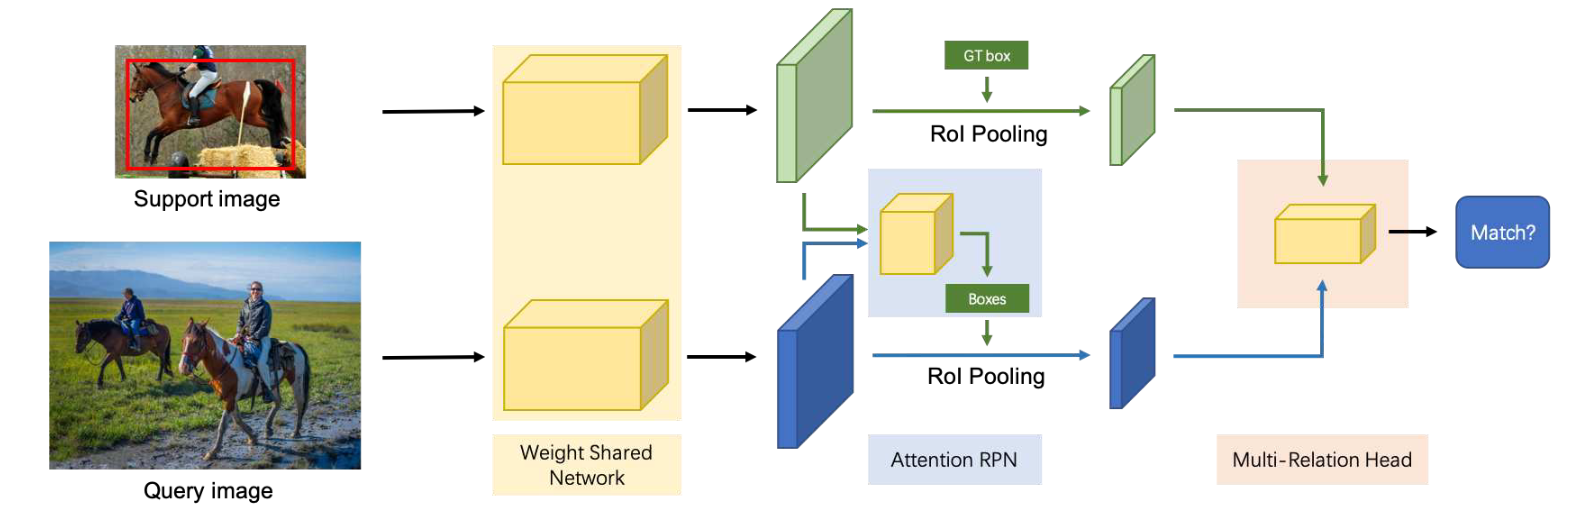 Support image
Query image
Weight Shared
Network
GT box
RoI Pooling
Boxes
RoI Pooling
Attention RPN
Multi-Relation Head
Match?